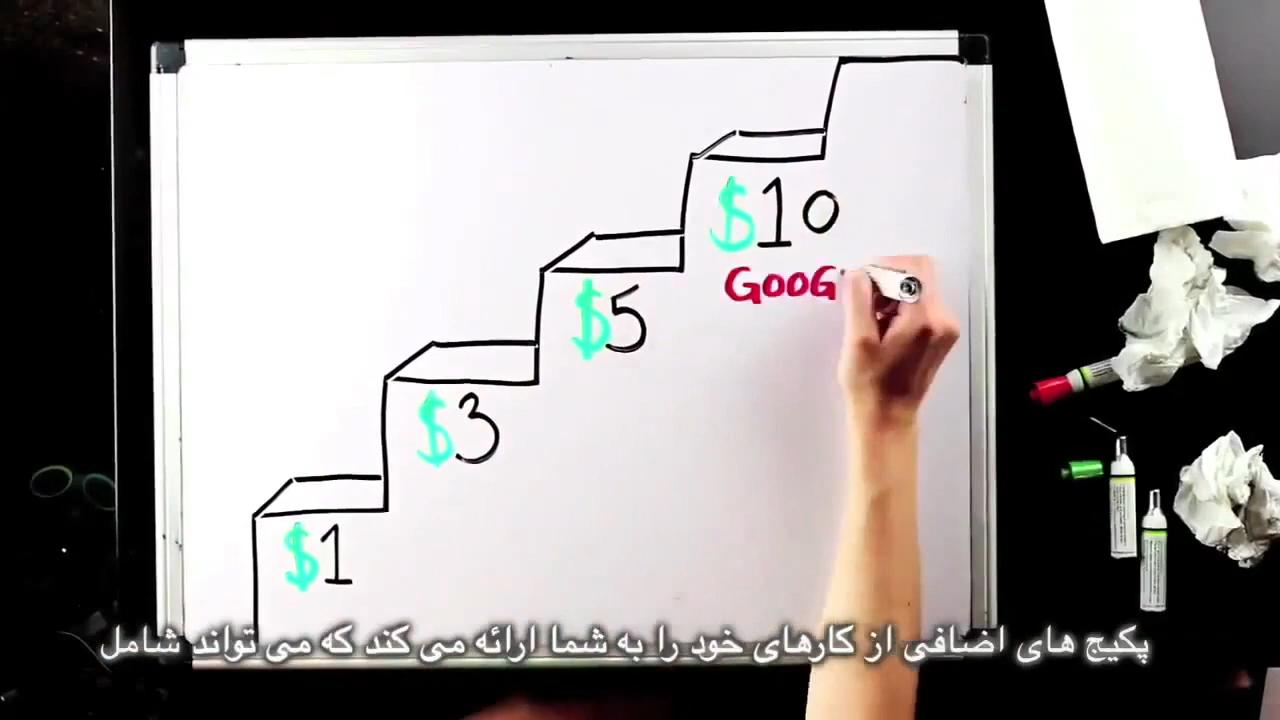 $10
GOOG
$5
$3
$1
پکیج های اضافی از کارهای خود را به شما ارائه می کند که می تواند شامل